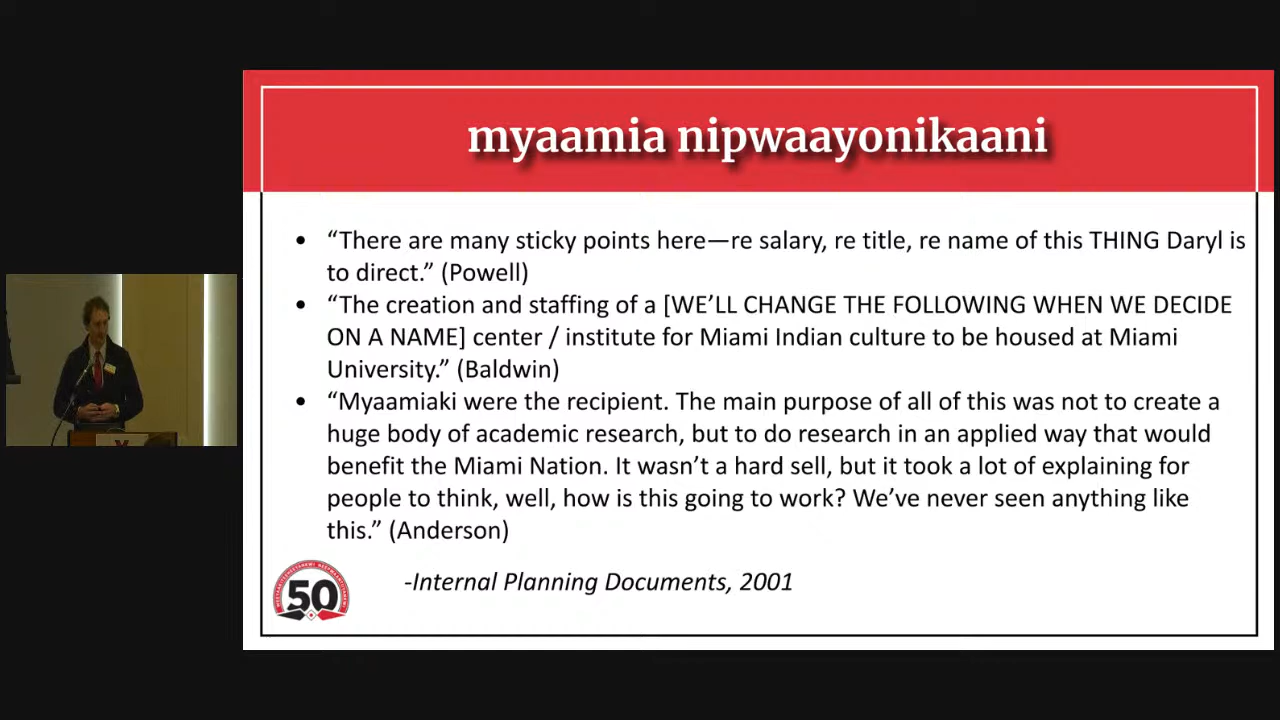 myaamia nipwaayonikaani
• “There are many sticky points here—re salary, re title, re name of this THING Daryl is
to direct.” (Powell)
• “The creation and staffing of a [WE’LL CHANGE THE FOLLOWING WHEN WE DECIDE
ON A NAME] center / institute for Miami Indian culture to be housed at Miami
University.” (Baldwin)
• “Myaamiaki were the recipient. The main purpose of all of this was not to create a
huge body of academic research, but to do research in an applied way that would
benefit the Miami Nation. It wasn’t a hard sell, but it took a lot of explaining for
people to think, well, how is this going to work? We’ve never seen anything like
this.” (Anderson)
50
-Internal Planning Documents, 2001